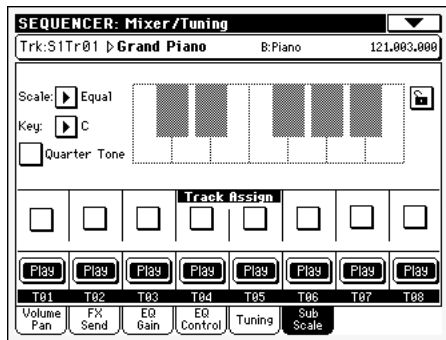 SEQUENCER: Mixer/Tuning
Trk:S1Tr01 Grand Piano B:Piano 121.003.000
Scale: Equal
Key: C
Quarter Tone
Track Assign
Play Play Play Play Play Play Play Play
T01 T02 T03 T04 T05 T06 T07 T08
Volume Pan FX Send EQ Gain EQ Control Tuning Sub Scale